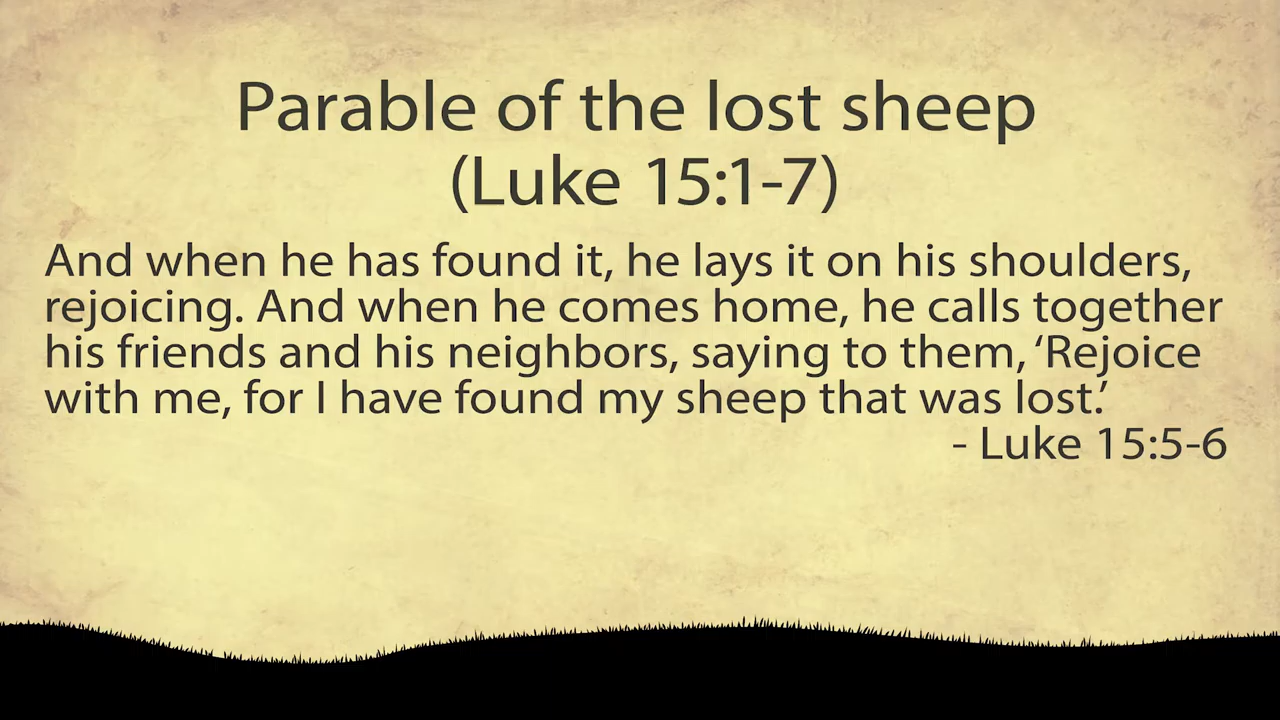 Parable of the lost sheep
(Luke 15:1-7)
And when he has found it, he lays it on his shoulders,
rejoicing. And when he comes home, he calls together
his friends and his neighbors, saying to them, ‘Rejoice
with me, for I have found my sheep that was lost.’
- Luke 15:5-6